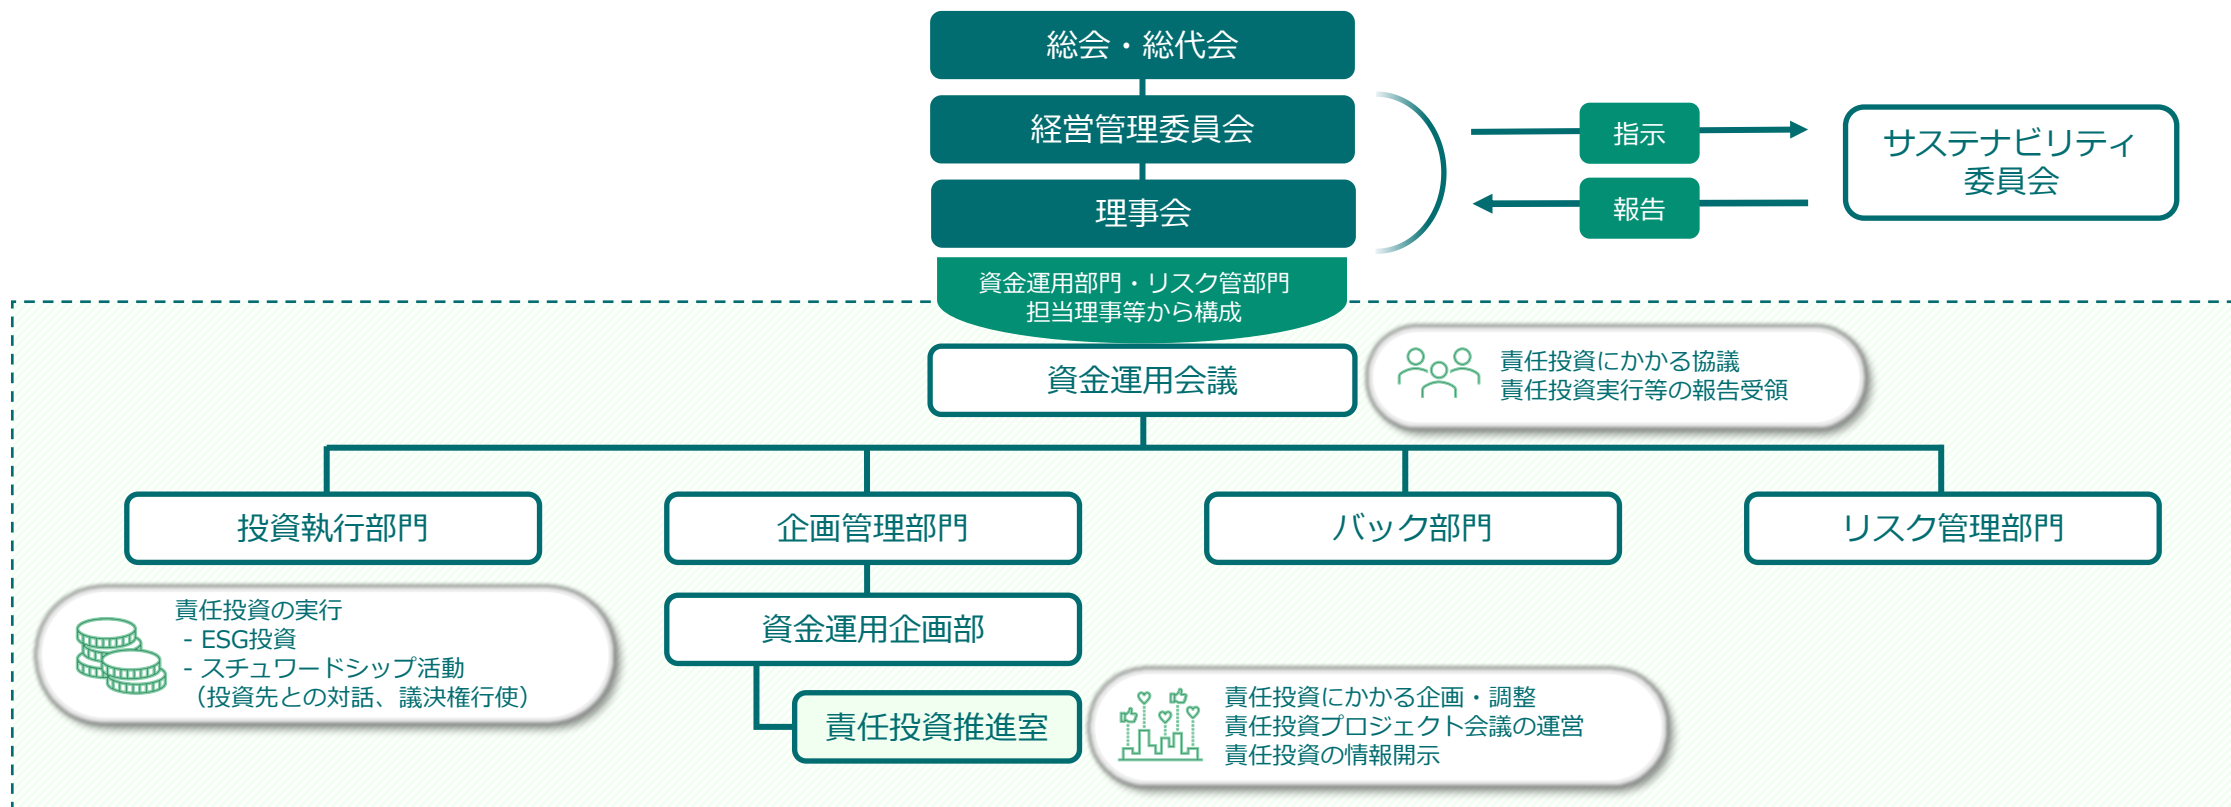 総会・総代会
経営管理委員会
理事会
指示
報告
サステナビリティ
委員会
資金運用部門・リスク管部門
担当理事等から構成
資金運用会議
責任投資にかかる協議
責任投資実行等の報告受領
投資執行部門
企画管理部門
バック部門
リスク管理部門
責任投資の実行
- ESG投資
- スチュワードシップ活動
（投資先との対話、議決権行使）
資金運用企画部
責任投資推進室
責任投資にかかる企画・調整
責任投資プロジェクト会議の運営
責任投資の情報開示